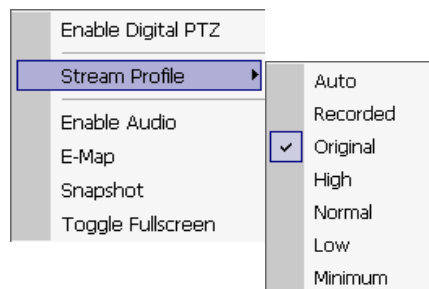 Enable Digital PTZ
Stream Profile
Enable Audio
E-Map
Snapshot
Toggle Fullscreen
Auto
Recorded
Original
High
Normal
Low
Minimum